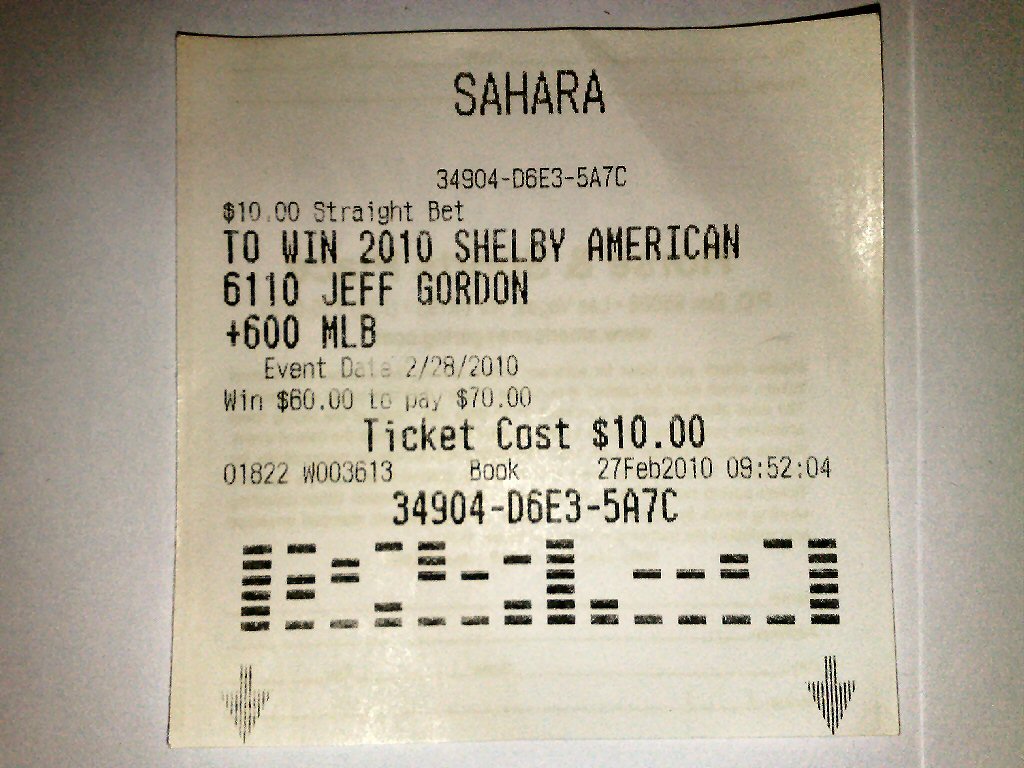 SAHARA
34904-D6E3-5A7C
$10.00 Straight Bet
TO WIN 2010 SHELBY AMERICAN
6110 JEFF GORDON
+600 MLB
Event Date 2/28/2010
Win $60.00 to pay $70.00
Ticket Cost $10.00
01822 W003613 Book 27Feb2010 09:52:04
34904-D6E3-5A7C